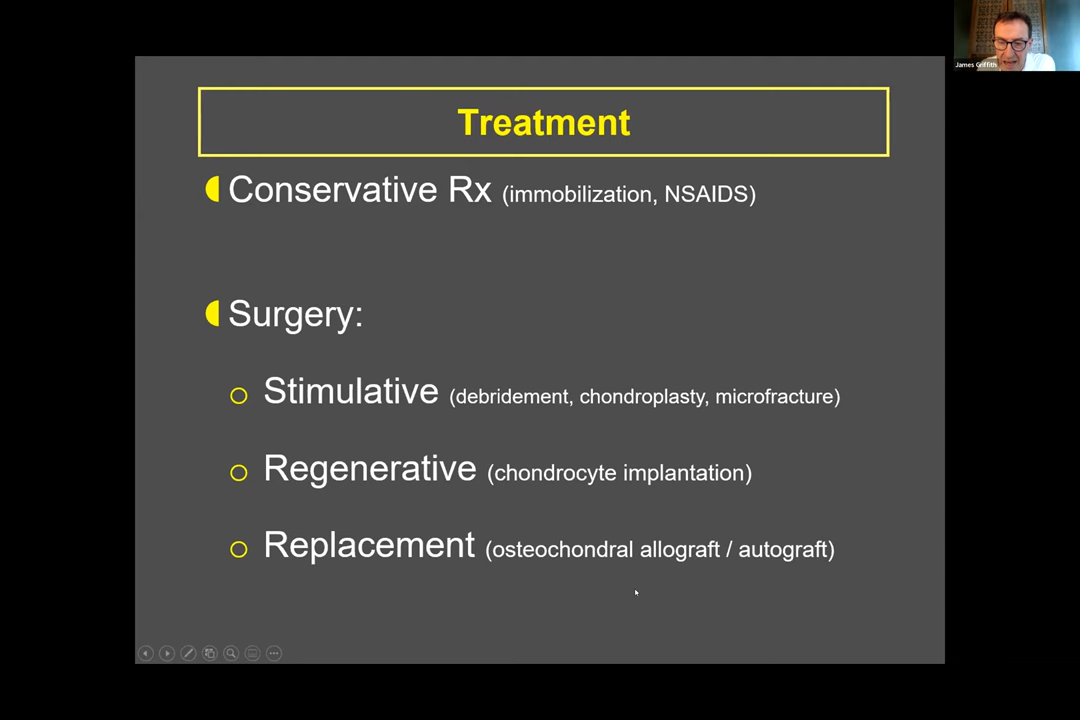 James Griffith
Treatment
Conservative Rx (immobilization, NSAIDS)
Surgery:
Stimulative (debridement, chondroplasty, microfracture)
Regenerative (chondrocyte implantation)
Replacement (osteochondral allograft / autograft)